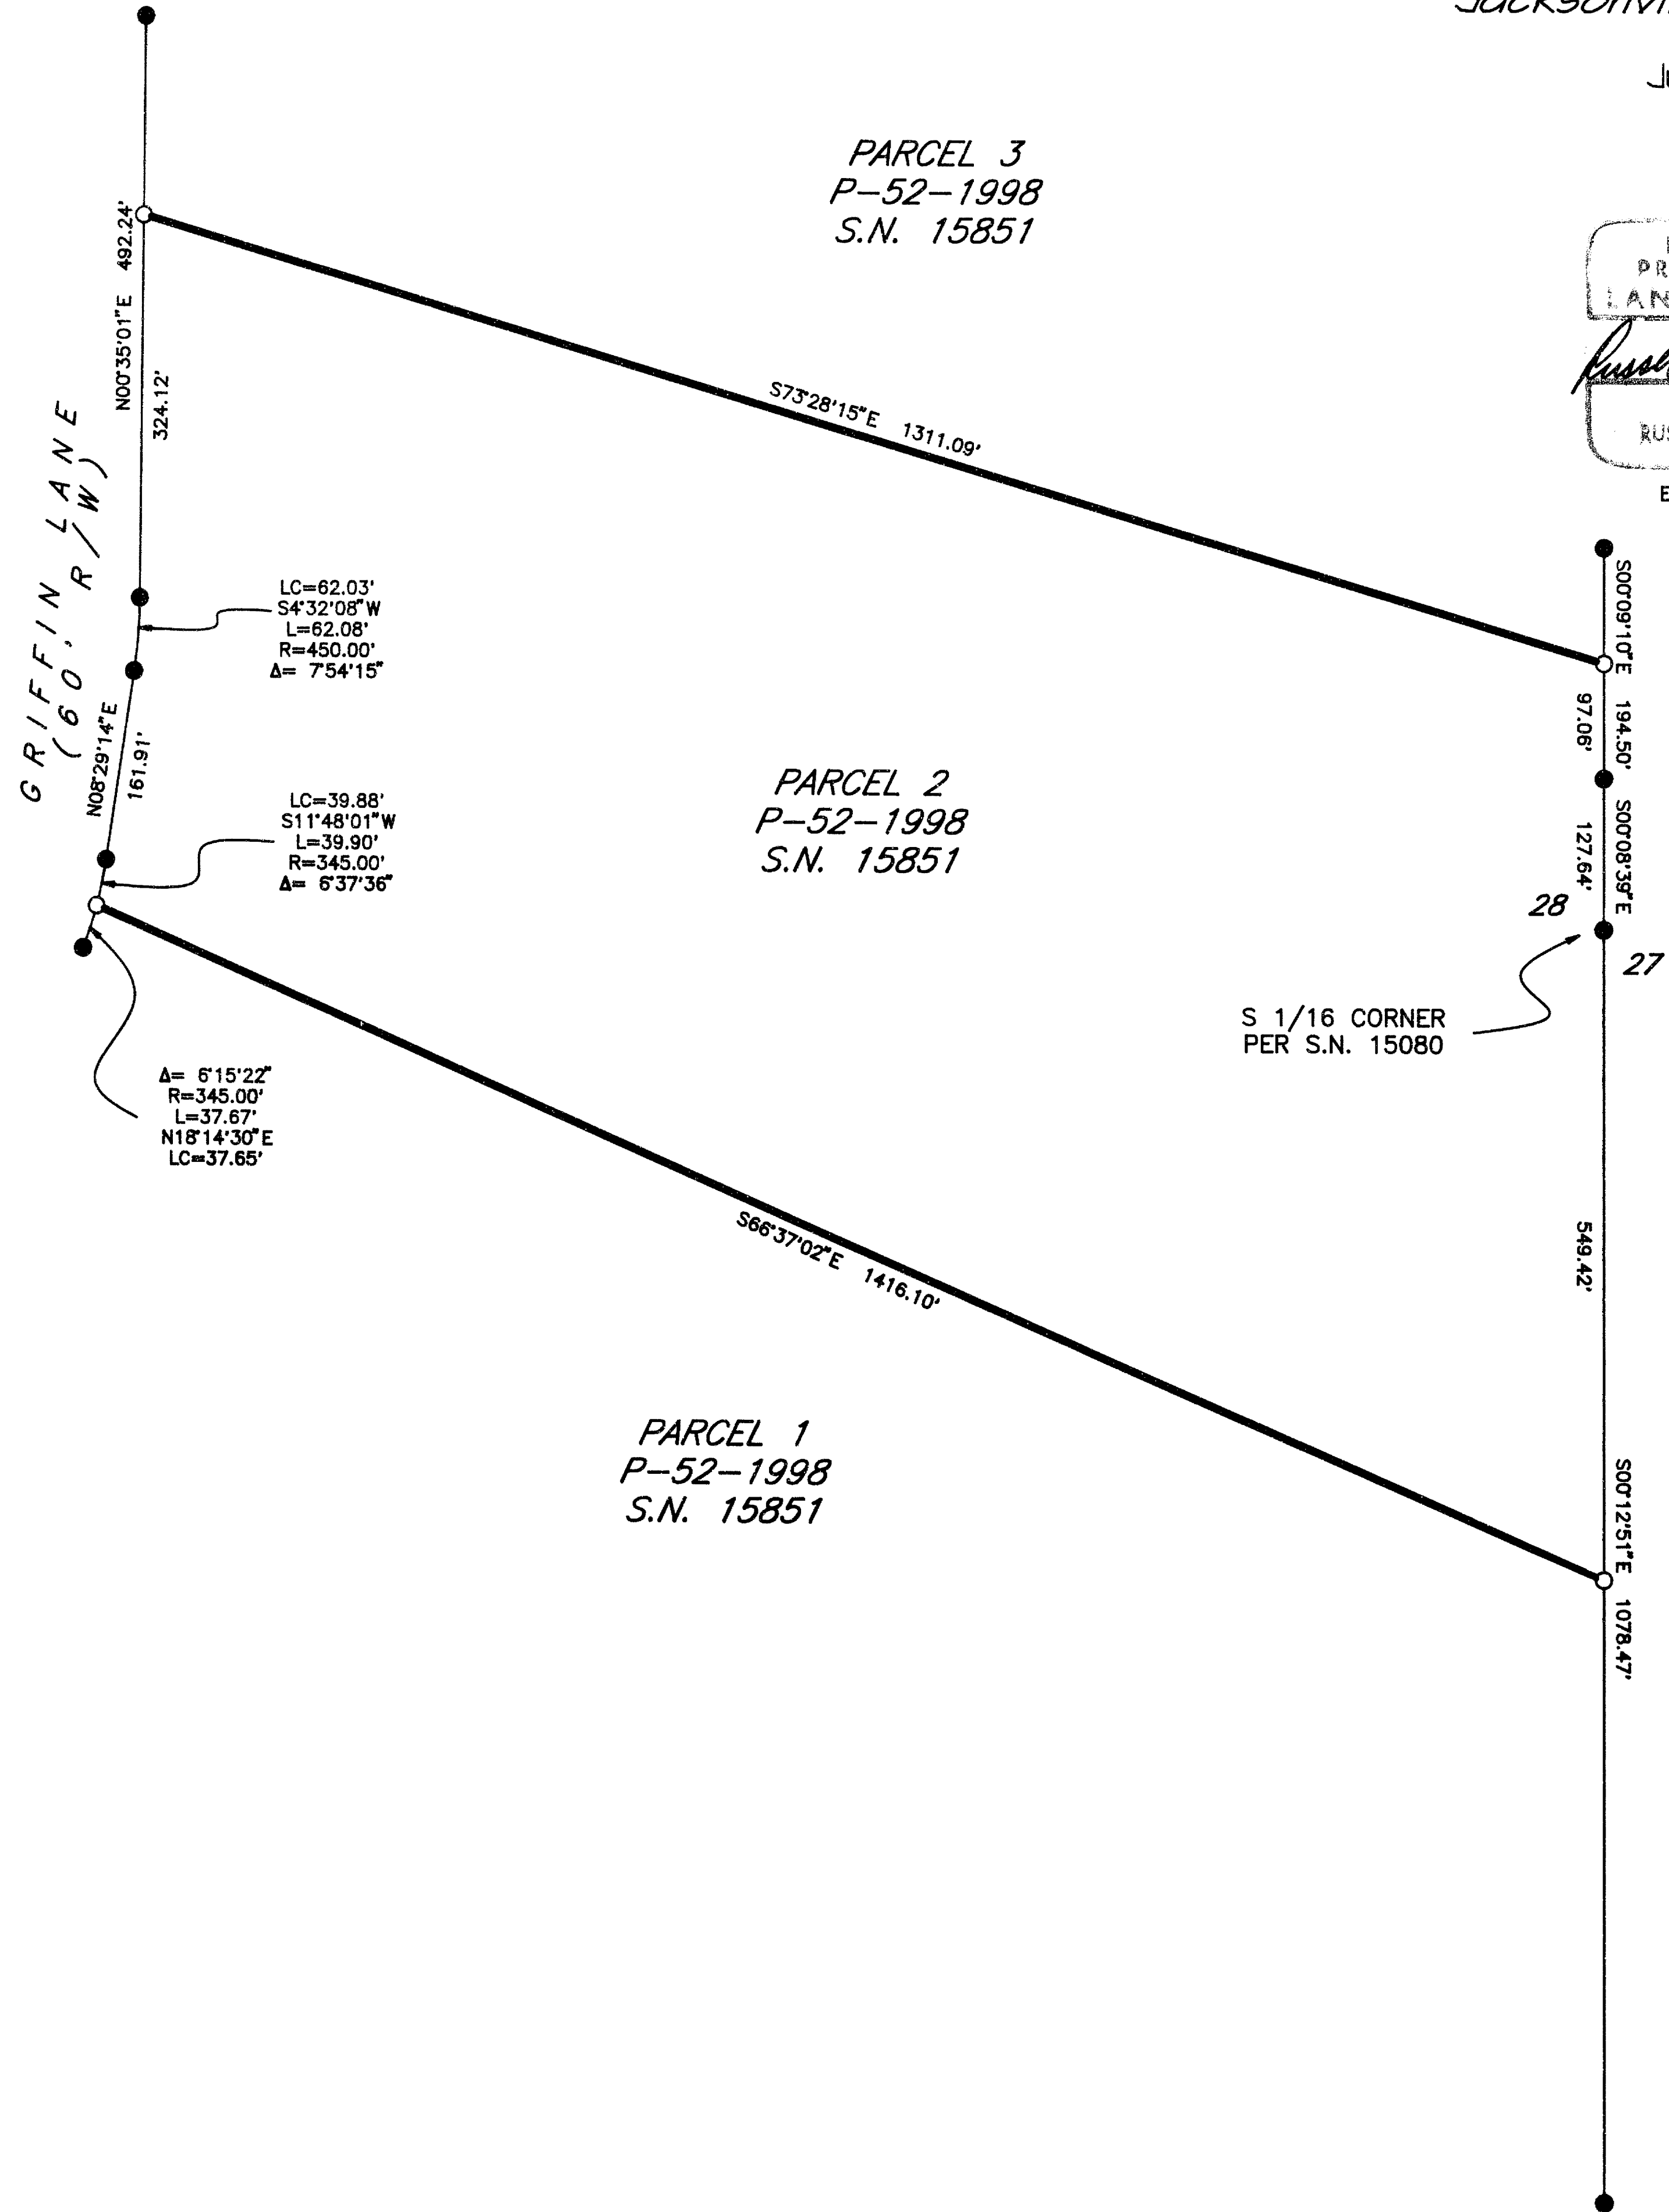 PARCEL 3
P-52-1998
S.N. 15851
LAN
RUS
N00°35'01"E 492.24'
324.12'
S73°28'15"E 1311.09'
GRIFFIN LANE
(60' R/W)
LC=62.03'
S4°32'08"W
L=62.08'
R=450.00'
Δ= 7°54'15"
S00°09'10"E 194.50'
97.06'
N08°29'14"E
161.91'
LC=39.88'
S11°48'01"W
L=39.90'
R=345.00'
Δ= 6°37'36"
PARCEL 2
P-52-1998
S.N. 15851
S00°08'39"E
127.64'
28
27
S 1/16 CORNER
PER S.N. 15080
Δ= 6°15'22"
R=345.00'
L=37.67'
N18°14'30"E
LC=37.65'
S66°37'02"E 1416.10'
549.42'
S00°12'51"E 1078.47'
PARCEL 1
P-52-1998
S.N. 15851